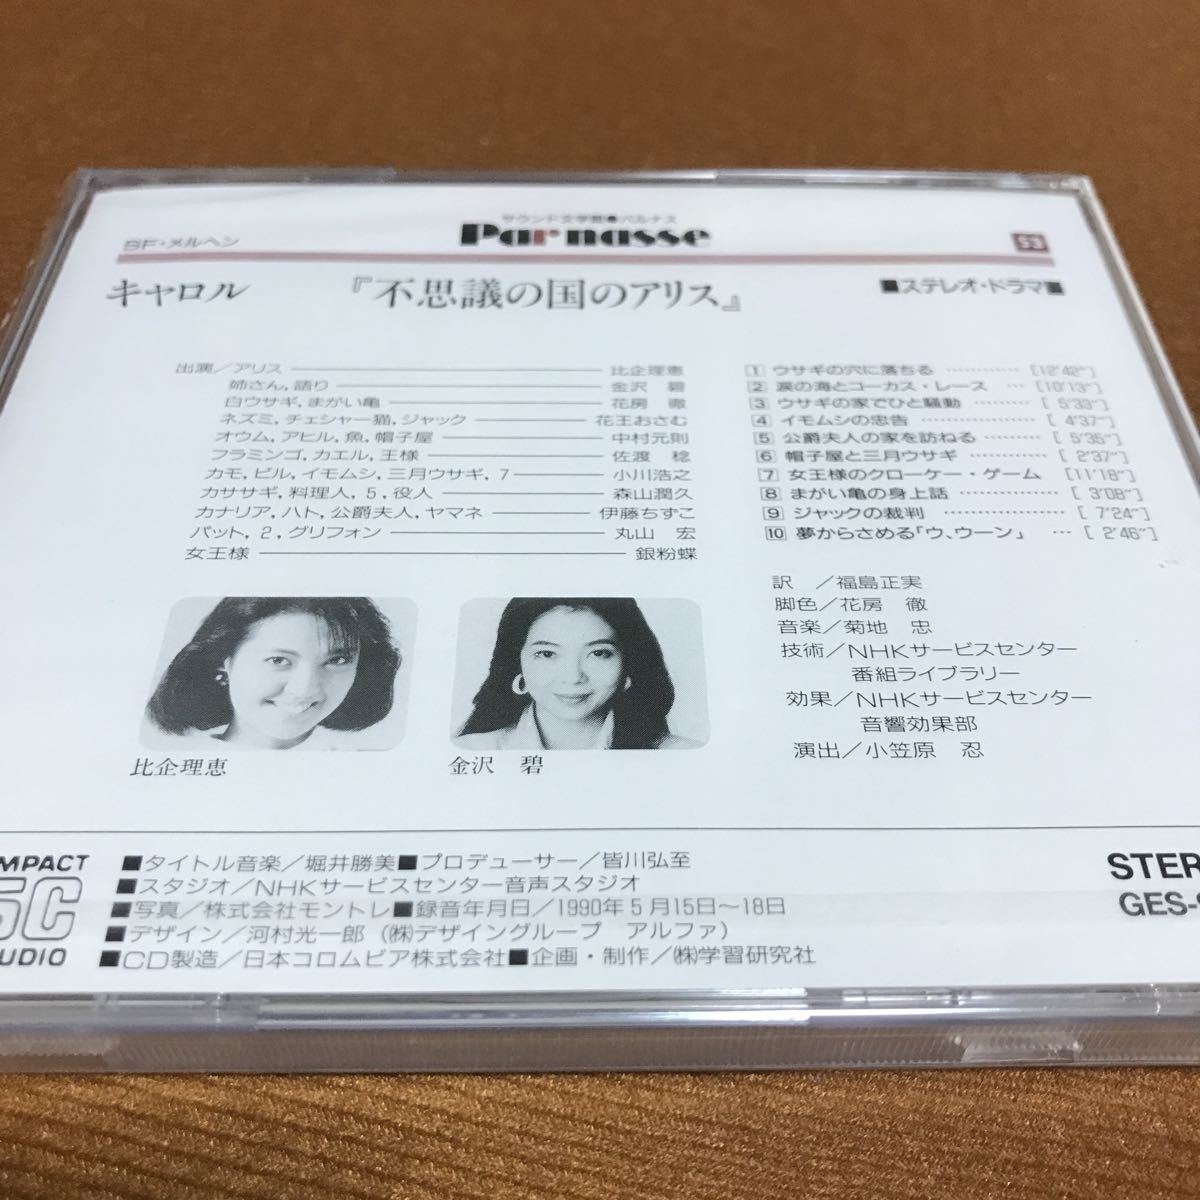 サウンド文学館●パルナス
SF・メルヘン
Parnasse
53
キャロル 『不思議の国のアリス』
■ステレオ・ドラマ■
出演／アリス 比企理恵
姉さん, 語り 金沢 碧
白ウサギ, まがい亀 花房 徹
ネズミ, チェシャー猫, ジャック 花王おさむ
オウム, アヒル, 魚, 帽子屋 中村元則
フラミンゴ, カエル, 王様 佐渡 稔
カモ, ビル, イモムシ, 三月ウサギ, 7 小川浩之
カササギ, 料理人, 5, 役人 森山潤久
カナリア, ハト, 公爵夫人, ヤマネ 伊藤ちずこ
パット, 2, グリフォン 丸山 宏
女王様 銀粉蝶
1 ウサギの穴に落ちる ………… [12'42"]
2 涙の海とコーカス・レース … [10'13"]
3 ウサギの家でひと騒動 ……… [ 5'33"]
4 イモムシの忠告 ……………… [ 4'37"]
5 公爵夫人の家を訪ねる ……… [ 5'35"]
6 帽子屋と三月ウサギ ………… [ 2'37"]
7 女王様のクローケー・ゲーム [11'18"]
8 まがい亀の身上話 …………… [ 3'08"]
9 ジャックの裁判 ……………… [ 7'24"]
10 夢からさめる「ウ、ウーン」 … [ 2'46"]
訳 ／福島正実
脚色／花房 徹
音楽／菊地 忠
技術／NHKサービスセンター
番組ライブラリー
効果／NHKサービスセンター
音響効果部
演出／小笠原 忍
比企理恵
金沢 碧
■タイトル音楽／堀井勝美■プロデューサー／皆川弘至
■スタジオ／NHKサービスセンター音声スタジオ
■写真／株式会社モントレ■録音年月日／1990年5月15日～18日
■デザイン／河村光一郎（㈱デザイングループ アルファ）
■CD製造／日本コロムビア株式会社■企画・制作／㈱学習研究社
MPACT
STER
GES-
UDIO